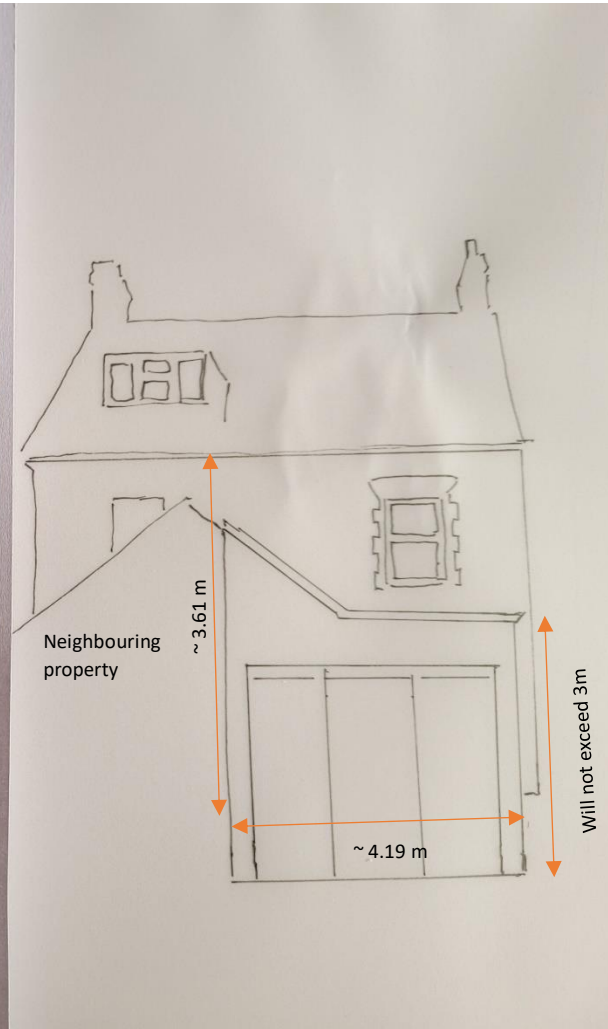 Neighbouring
property
~ 3.61 m
~ 4.19 m
Will not exceed 3m